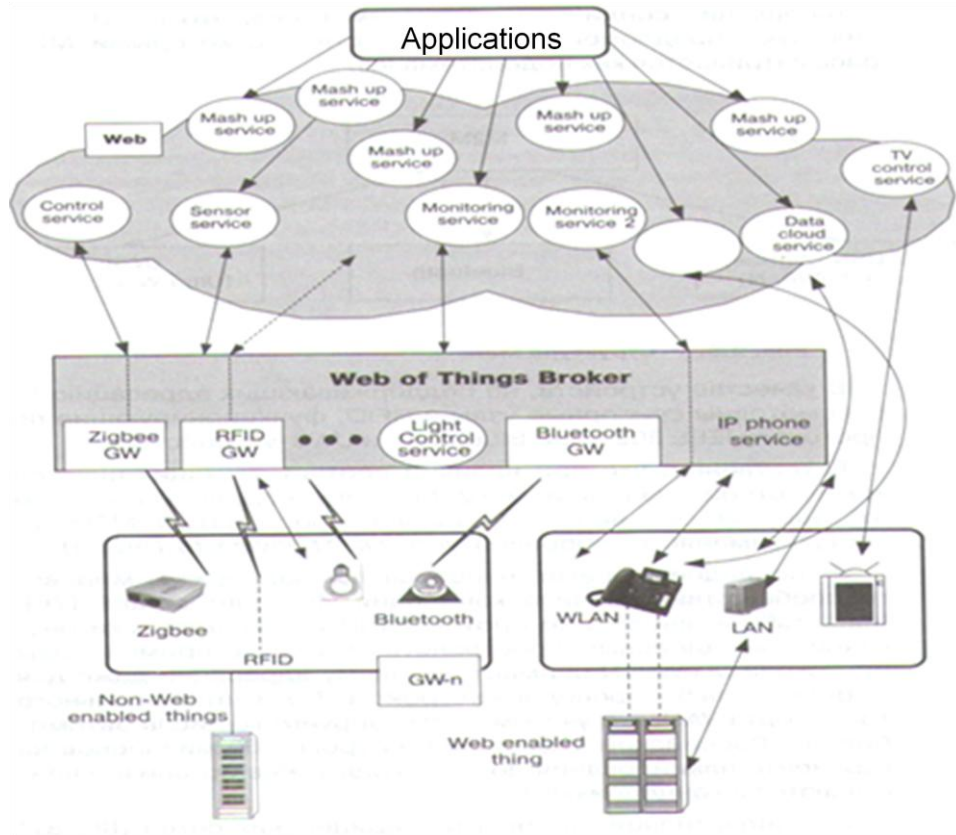 Applications
Mash up
service
Mash up
service
Mash up
service
Mash up
service
Mash up
service
Web
TV
control
service
Control
service
Sensor
service
Monitoring
service
Monitoring
service 2
Data
cloud
service
Web of Things Broker
Zigbee
GW
RFID
GW
Light
Control
service
Bluetooth
GW
IP phone
service
Zigbee
RFID
Bluetooth
GW-n
WLAN
LAN
Non-Web
enabled things
Web enabled
thing